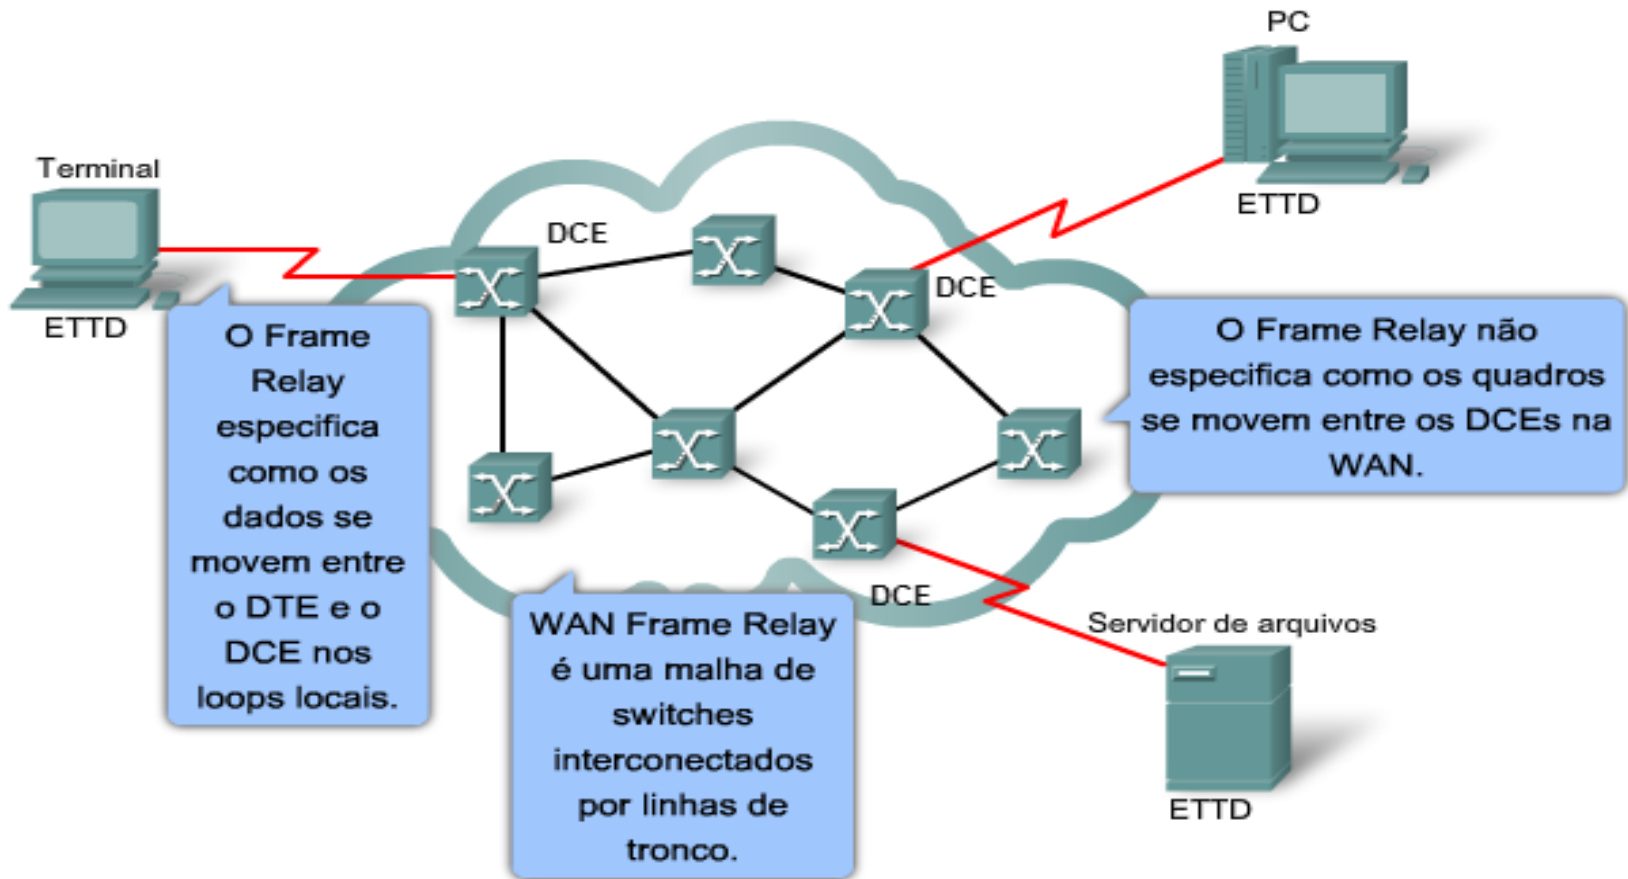 PC
ETTD
Terminal
ETTD
DCE
DCE
O Frame
Relay
especifica
como os
dados se
movem entre
o DTE e o
DCE nos
loops locais.
O Frame Relay não
especifica como os quadros
se movem entre os DCEs na
WAN.
WAN Frame Relay
é uma malha de
switches
interconectados
por linhas de
tronco.
DCE
Servidor de arquivos
ETTD